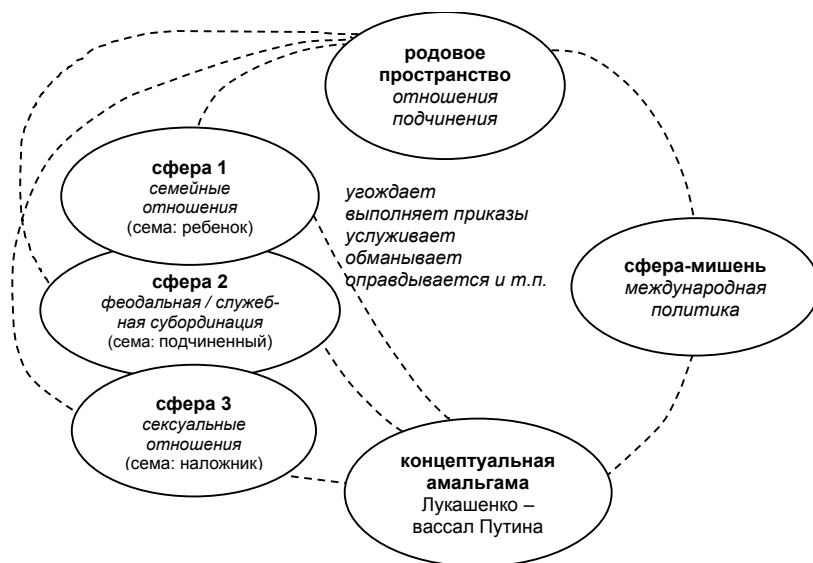 родовое
пространство
отношения
подчинения
сфера 1
семейные
отношения
(сема: ребенок)
угождает
выполняет приказы
услуживает
обманывает
оправдывается и т.п.
сфера 2
феодальная / служеб-
ная субординация
(сема: подчиненный)
сфера-мишень
международная
политика
сфера 3
сексуальные
отношения
(сема: наложник)
концептуальная
амальгама
Лукашенко –
вассал Путина